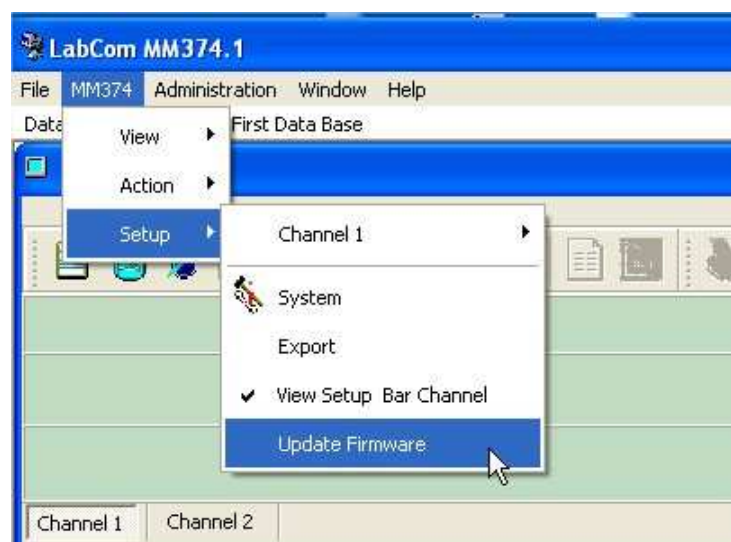 LabCom MM374.1
File MM374 Administration Window Help
Data First Data Base
View
Action
Setup
Channel 1
System
Export
View Setup Bar Channel
Update Firmware
Channel 1 Channel 2